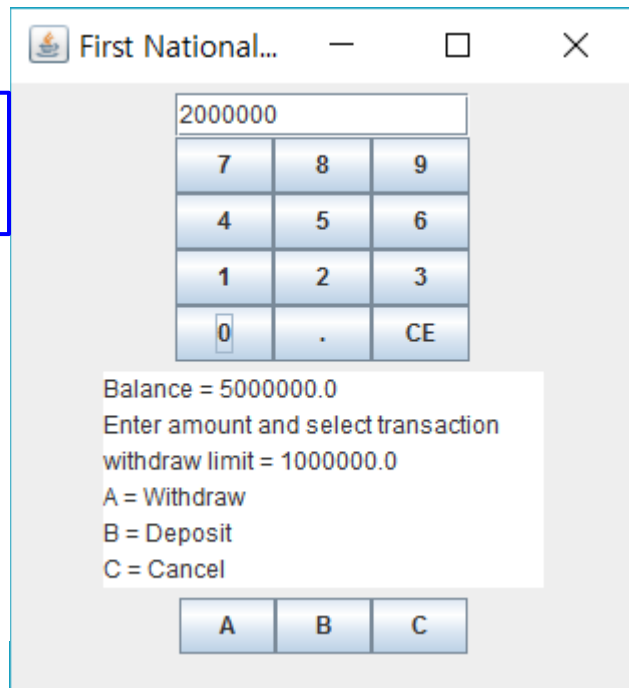 First National...
2000000
7 8 9
4 5 6
1 2 3
0 . CE
Balance = 5000000.0
Enter amount and select transaction
withdraw limit = 1000000.0
A = Withdraw
B = Deposit
C = Cancel
A B C